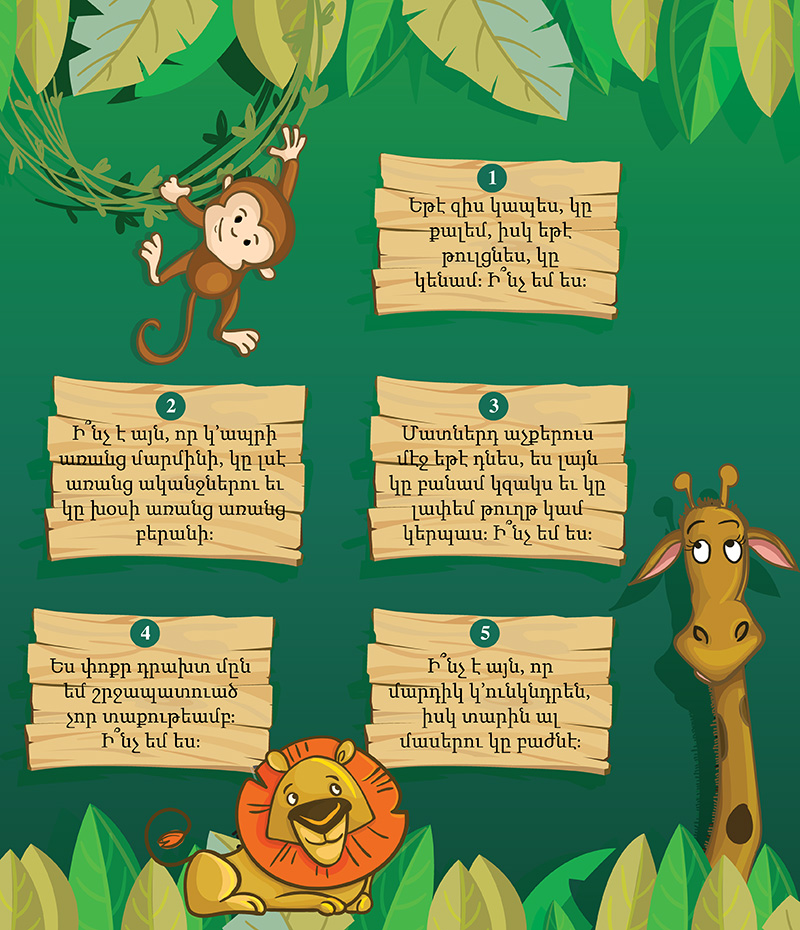 1
Եթէ զիս կապես, կը
քալեմ, իսկ եթէ
թուլցնես, կը
կենամ։ Ի՞նչ եմ ես։
2
Ի՞նչ է այն, որ կ՚ապրի
առանց մարմինի, կը լսէ
առանց ականջներու եւ
կը խօսի առանց առանց
բերանի։
3
Մատներդ աչքերուս
մէջ եթէ դնես, ես լայն
կը բանամ կզակս եւ կը
լափեմ թուղթ կամ
կերպաս։ Ի՞նչ եմ ես։
4
Ես փոքր դրախտ մըն
եմ շրջապատուած
չոր տաքութեամբ։
Ի՞նչ եմ ես։
5
Ի՞նչ է այն, որ
մարդիկ կ՚ունկնդրեն,
իսկ տարին ալ
մասերու կը բաժնէ։